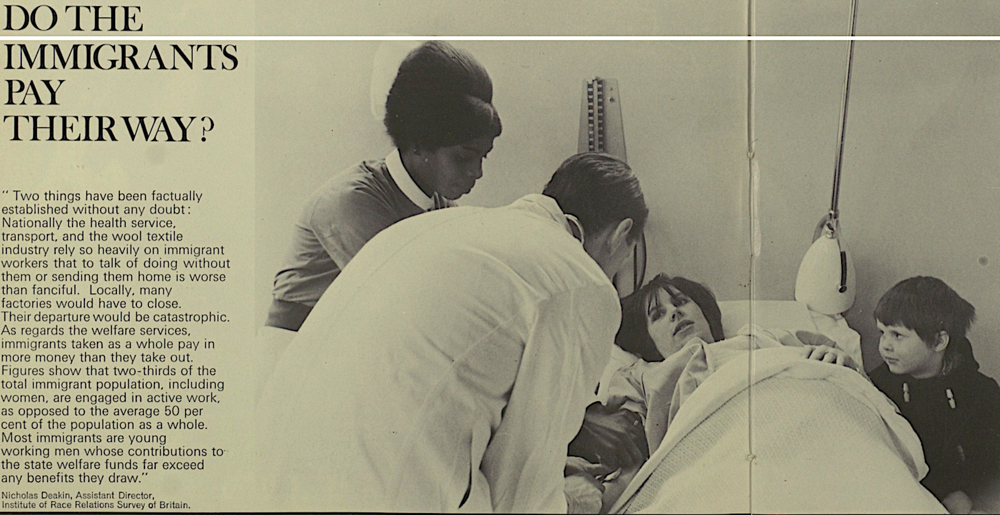 DO THE
IMMIGRANTS
PAY
THEIR WAY?
“ Two things have been factually
established without any doubt:
Nationally the health service,
transport, and the wool textile
industry rely so heavily on immigrant
workers that to talk of doing without
them or sending them home is worse
than fanciful. Locally, many
factories would have to close.
Their departure would be catastrophic.
As regards the welfare services,
immigrants taken as a whole pay in
more money than they take out.
Figures show that two-thirds of the
total immigrant population, including
women, are engaged in active work,
as opposed to the average 50 per
cent of the population as a whole.
Most immigrants are young
working men whose contributions to
the state welfare funds far exceed
any benefits they draw.”
Nicholas Deakin, Assistant Director,
Institute of Race Relations Survey of Britain.